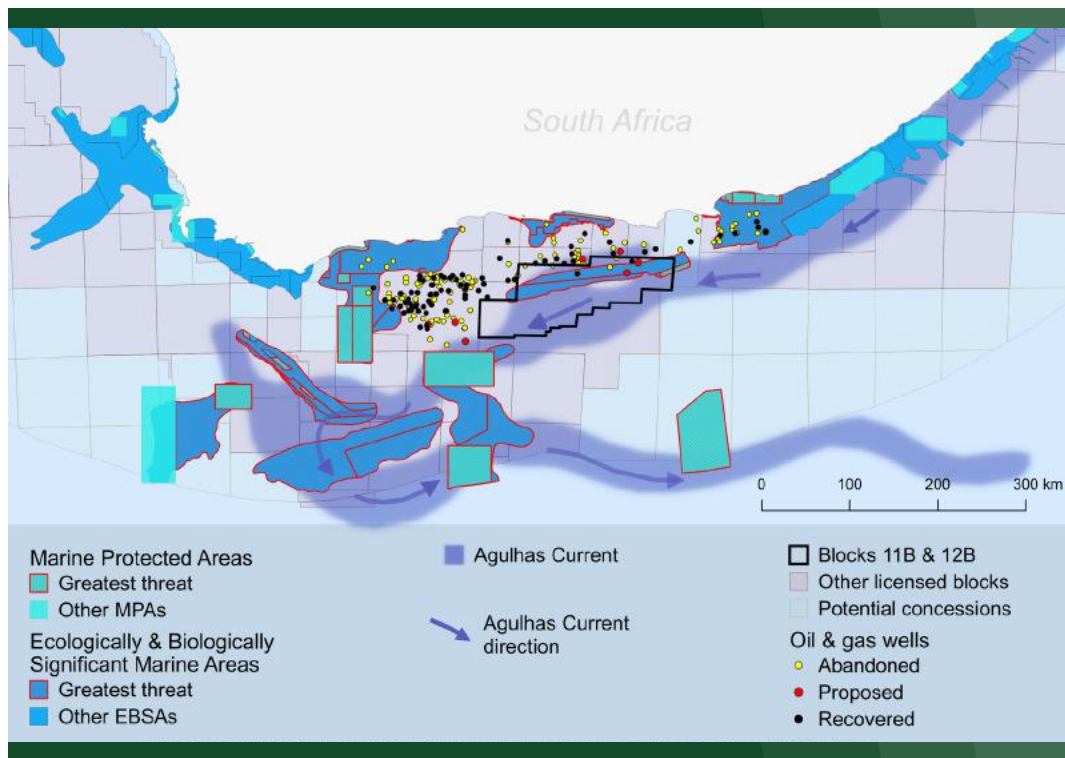 South Africa
0 100 200 300 km
Marine Protected Areas
Greatest threat
Other MPAs
Ecologically & Biologically
Significant Marine Areas
Greatest threat
Other EBSAs
Agulhas Current
Agulhas Current
direction
Blocks 11B & 12B
Other licensed blocks
Potential concessions
Oil & gas wells
Abandoned
Proposed
Recovered